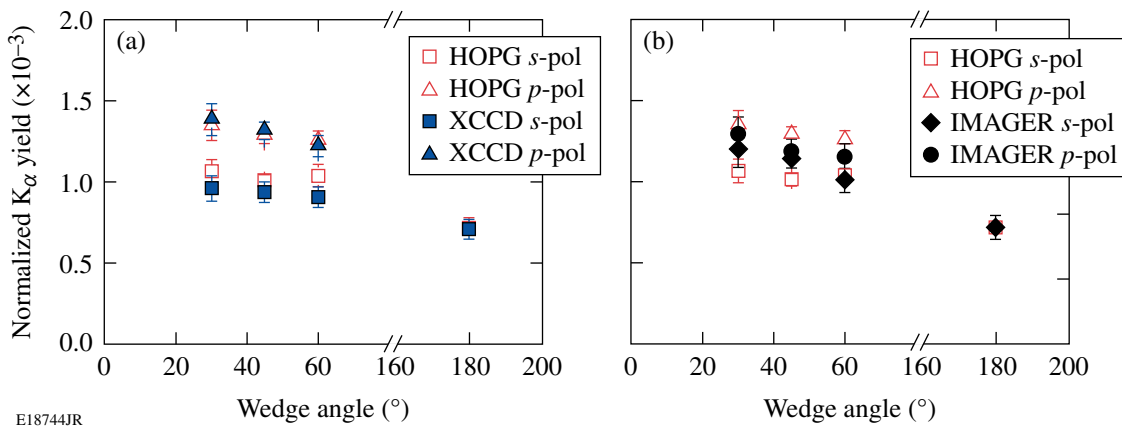 Normalized Kα yield (×10–3)
2.0
1.5
1.0
0.5
0.0
(a)
HOPG s-pol
HOPG p-pol
XCCD s-pol
XCCD p-pol
0 20 40 60 160 180 200
Wedge angle (°)
(b)
HOPG s-pol
HOPG p-pol
IMAGER s-pol
IMAGER p-pol
0 20 40 60 160 180 200
Wedge angle (°)
E18744JR